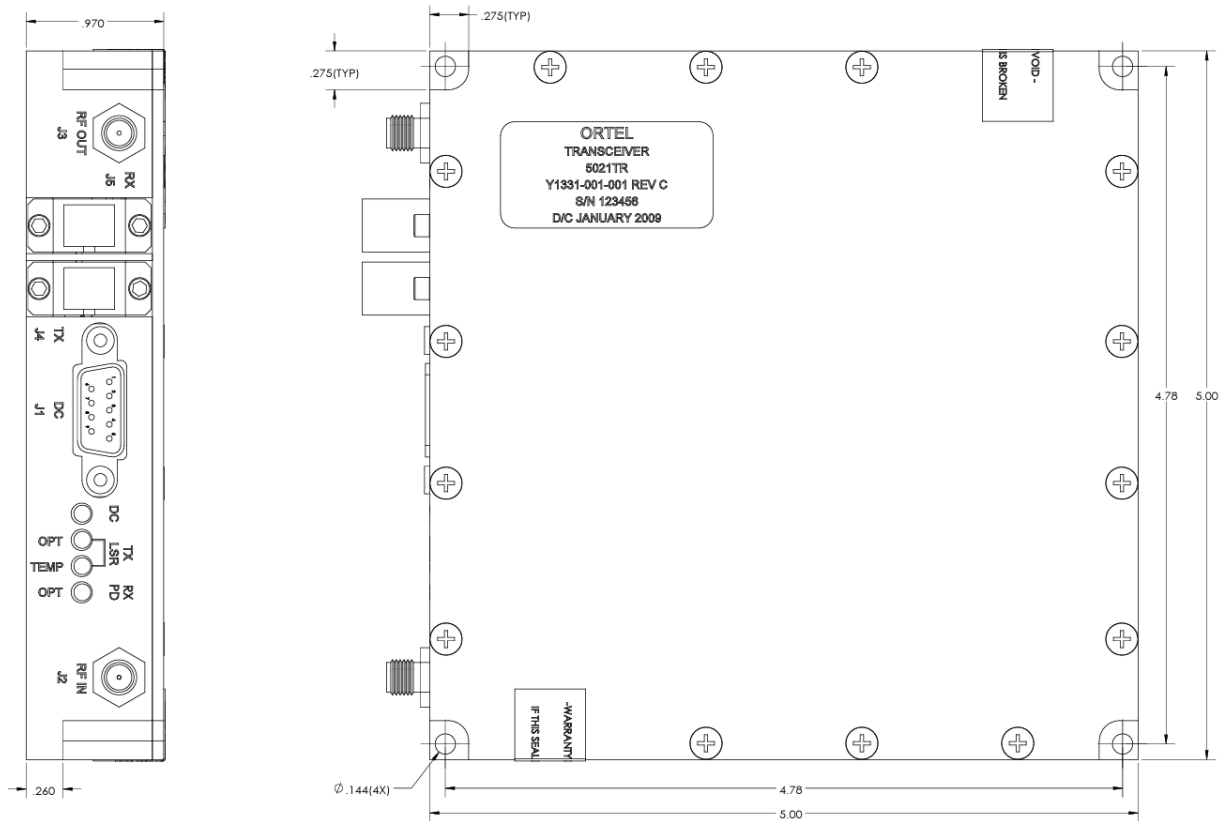 .970
RF OUT
J3
RX
J5
TX
J4
DC
J1
DC
OPT
TX
LSR
TEMP
OPT
RX
PD
RF IN
J2
.260
.275(TYP)
.275(TYP)
VOID -
IS BROKEN
ORTEL
TRANSCEIVER
5021TR
Y1331-001-001 REV C
S/N 123456
D/C JANUARY 2009
4.78
5.00
-WARRANTY
IF THIS SEAL
Ø .144(4X)
4.78
5.00